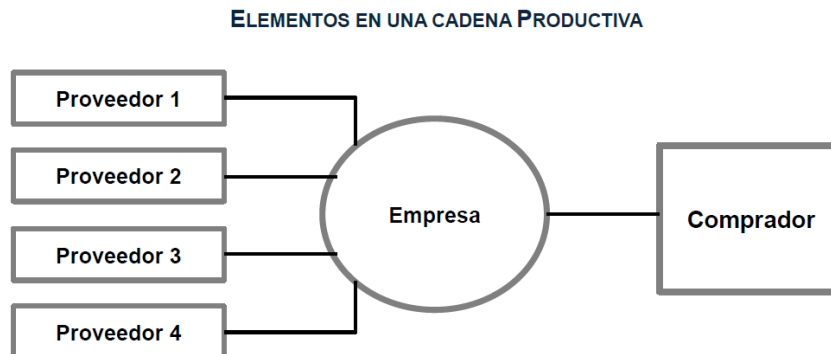 ELEMENTOS EN UNA CADENA PRODUCTIVA
Proveedor 1
Proveedor 2
Proveedor 3
Proveedor 4
Empresa
Comprador